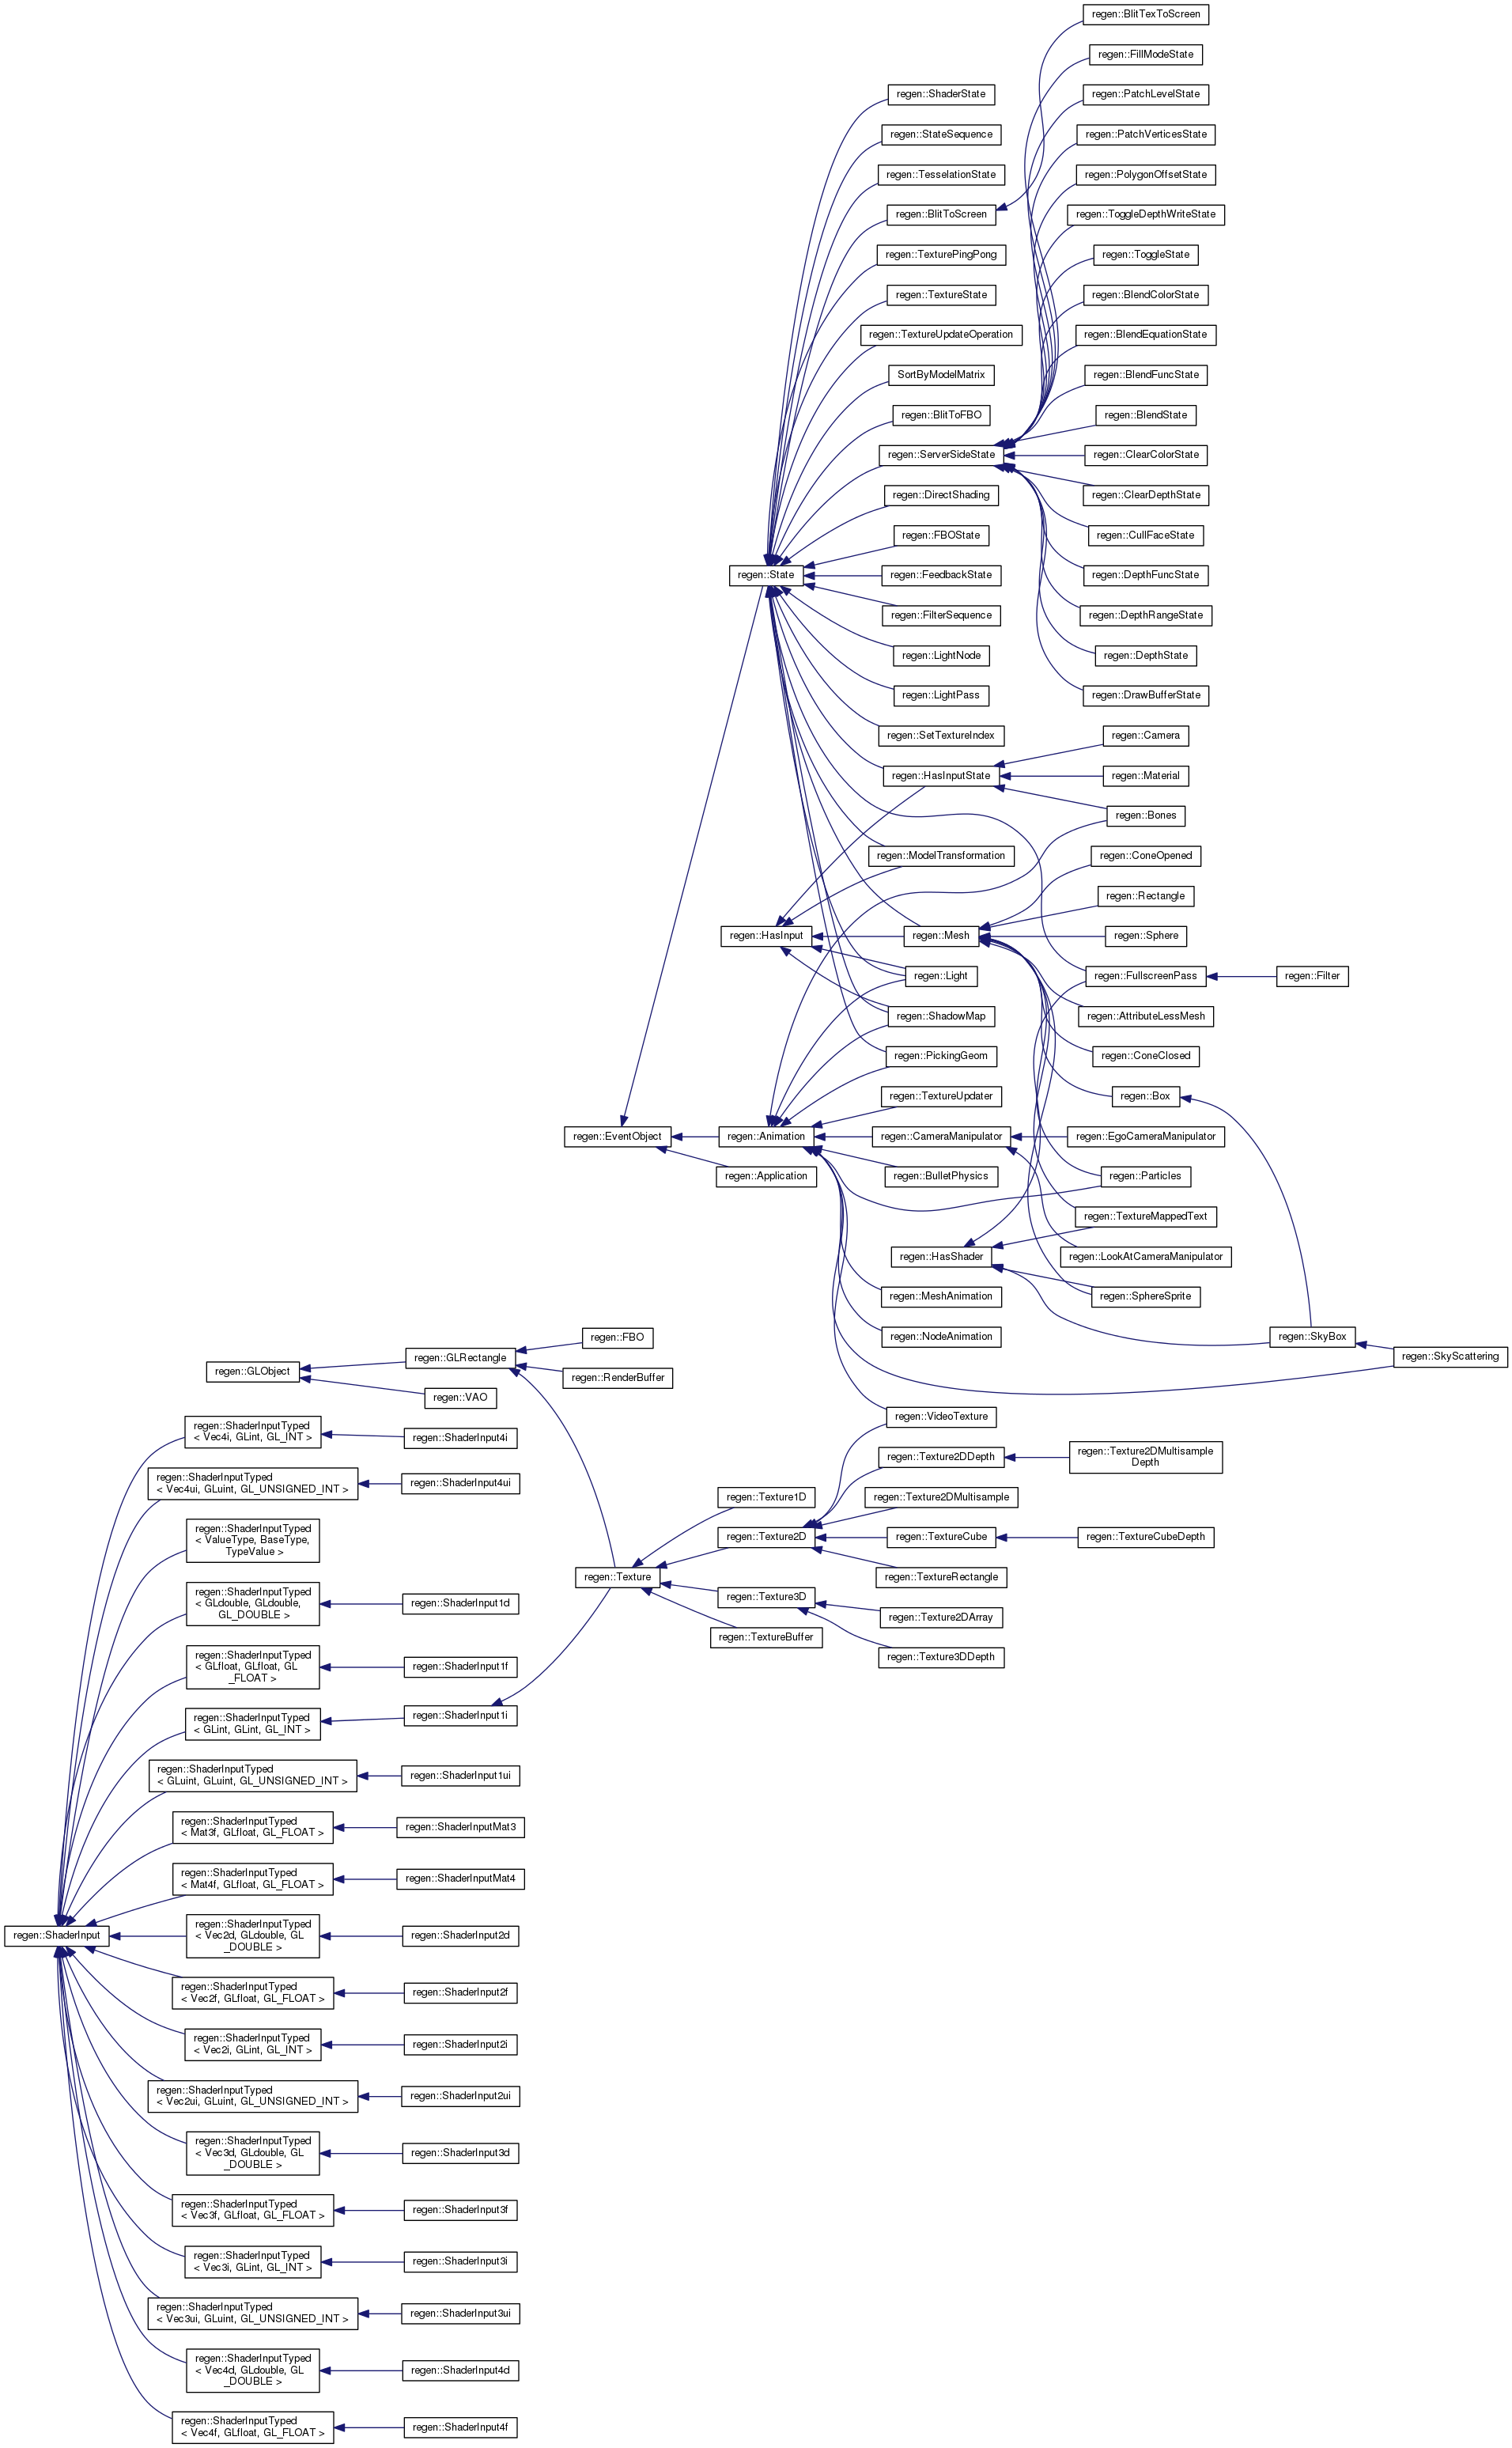 regen::BlitTexToScreen
regen::FillModeState
regen::ShaderState
regen::PatchLevelState
regen::StateSequence
regen::PatchVerticesState
regen::TesselationState
regen::PolygonOffsetState
regen::BlitToScreen
regen::ToggleDepthWriteState
regen::TexturePingPong
regen::ToggleState
regen::TextureState
regen::BlendColorState
regen::TextureUpdateOperation
regen::BlendEquationState
SortByModelMatrix
regen::BlendFuncState
regen::BlitToFBO
regen::BlendState
regen::ServerSideState
regen::ClearColorState
regen::DirectShading
regen::ClearDepthState
regen::FBOState
regen::CullFaceState
regen::State
regen::FeedbackState
regen::DepthFuncState
regen::FilterSequence
regen::DepthRangeState
regen::LightNode
regen::DepthState
regen::LightPass
regen::DrawBufferState
regen::SetTextureIndex
regen::Camera
regen::HasInputState
regen::Material
regen::Bones
regen::ModelTransformation
regen::ConeOpened
regen::Rectangle
regen::HasInput
regen::Mesh
regen::Sphere
regen::Light
regen::FullscreenPass
regen::Filter
regen::ShadowMap
regen::AttributeLessMesh
regen::PickingGeom
regen::ConeClosed
regen::TextureUpdater
regen::Box
regen::EventObject
regen::Animation
regen::CameraManipulator
regen::EgoCameraManipulator
regen::Application
regen::BulletPhysics
regen::Particles
regen::TextureMappedText
regen::HasShader
regen::LookAtCameraManipulator
regen::MeshAnimation
regen::SphereSprite
regen::FBO
regen::NodeAnimation
regen::SkyBox
regen::GLRectangle
regen::SkyScattering
regen::GLObject
regen::RenderBuffer
regen::VAO
regen::VideoTexture
regen::ShaderInputTyped
< Vec4i, GLint, GL_INT >
regen::ShaderInput4i
regen::Texture2DDepth
regen::Texture2DMultisample
Depth
regen::ShaderInputTyped
< Vec4ui, GLuint, GL_UNSIGNED_INT >
regen::ShaderInput4ui
regen::Texture1D
regen::Texture2DMultisample
regen::ShaderInputTyped
< ValueType, BaseType,
TypeValue >
regen::Texture2D
regen::TextureCube
regen::TextureCubeDepth
regen::Texture
regen::TextureRectangle
regen::ShaderInputTyped
< GLdouble, GLdouble,
GL_DOUBLE >
regen::ShaderInput1d
regen::Texture3D
regen::Texture2DArray
regen::TextureBuffer
regen::Texture3DDepth
regen::ShaderInputTyped
< GLfloat, GLfloat, GL
_FLOAT >
regen::ShaderInput1f
regen::ShaderInputTyped
< GLint, GLint, GL_INT >
regen::ShaderInput1i
regen::ShaderInputTyped
< GLuint, GLuint, GL_UNSIGNED_INT >
regen::ShaderInput1ui
regen::ShaderInputTyped
< Mat3f, GLfloat, GL_FLOAT >
regen::ShaderInputMat3
regen::ShaderInputTyped
< Mat4f, GLfloat, GL_FLOAT >
regen::ShaderInputMat4
regen::ShaderInput
regen::ShaderInputTyped
< Vec2d, GLdouble, GL
_DOUBLE >
regen::ShaderInput2d
regen::ShaderInputTyped
< Vec2f, GLfloat, GL_FLOAT >
regen::ShaderInput2f
regen::ShaderInputTyped
< Vec2i, GLint, GL_INT >
regen::ShaderInput2i
regen::ShaderInputTyped
< Vec2ui, GLuint, GL_UNSIGNED_INT >
regen::ShaderInput2ui
regen::ShaderInputTyped
< Vec3d, GLdouble, GL
_DOUBLE >
regen::ShaderInput3d
regen::ShaderInputTyped
< Vec3f, GLfloat, GL_FLOAT >
regen::ShaderInput3f
regen::ShaderInputTyped
< Vec3i, GLint, GL_INT >
regen::ShaderInput3i
regen::ShaderInputTyped
< Vec3ui, GLuint, GL_UNSIGNED_INT >
regen::ShaderInput3ui
regen::ShaderInputTyped
< Vec4d, GLdouble, GL
_DOUBLE >
regen::ShaderInput4d
regen::ShaderInputTyped
< Vec4f, GLfloat, GL_FLOAT >
regen::ShaderInput4f